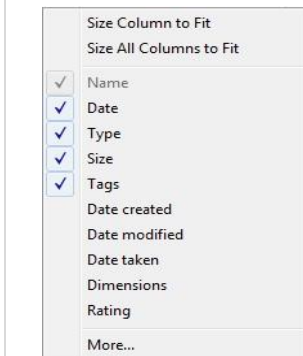 Size Column to Fit
Size All Columns to Fit
Name
Date
Type
Size
Tags
Date created
Date modified
Date taken
Dimensions
Rating
More...